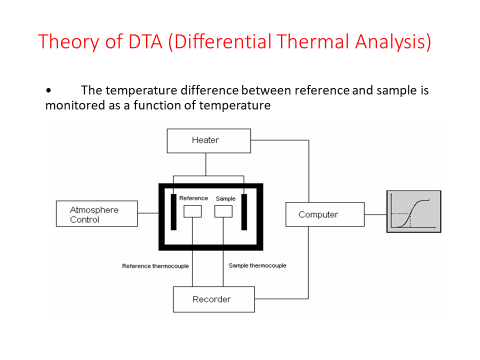 Theory of DTA (Differential Thermal Analysis)
• The temperature difference between reference and sample is
monitored as a function of temperature
Heater
Reference Sample
Atmosphere
Control
Computer
Reference thermocouple Sample thermocouple
Recorder